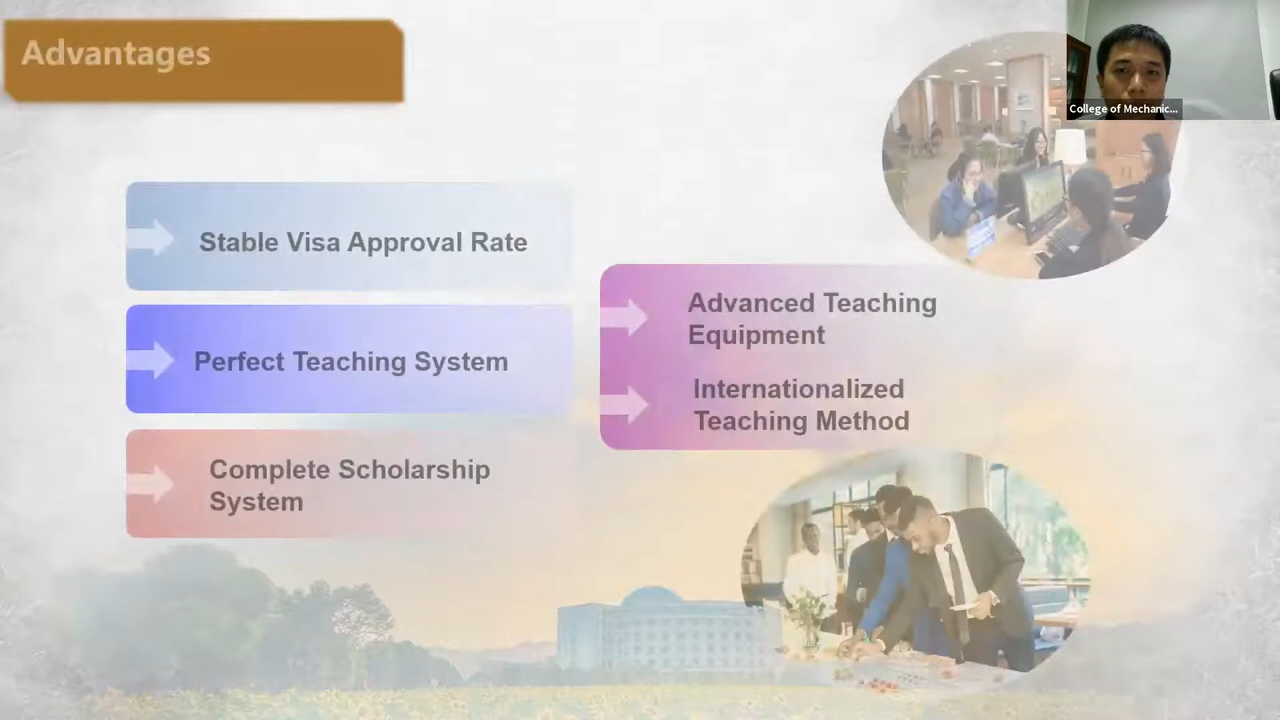 Advantages
College of Mechanic...
Stable Visa Approval Rate
Perfect Teaching System
Complete Scholarship
System
Advanced Teaching
Equipment
Internationalized
Teaching Method